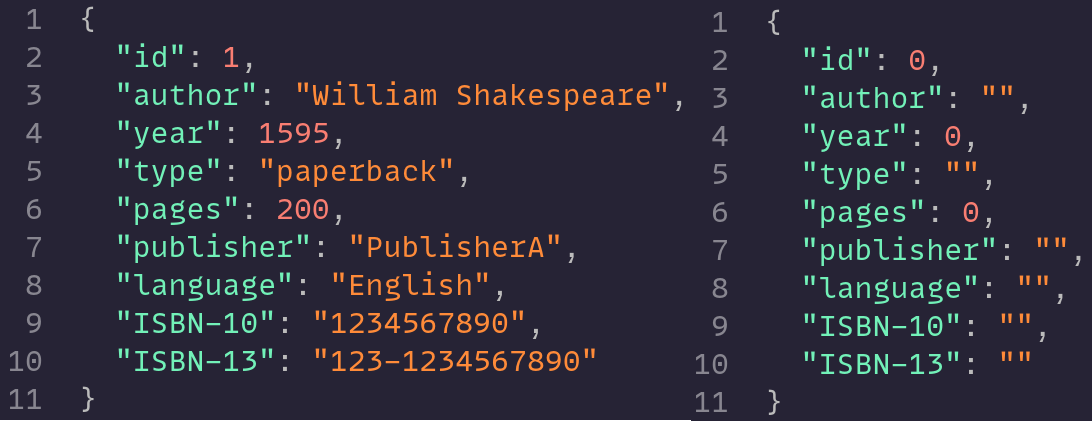 1 {
2 "id": 1,
3 "author": "William Shakespeare",
4 "year": 1595,
5 "type": "paperback",
6 "pages": 200,
7 "publisher": "PublisherA",
8 "language": "English",
9 "ISBN-10": "1234567890",
10 "ISBN-13": "123-1234567890"
11 }
1 {
2 "id": 0,
3 "author": "",
4 "year": 0,
5 "type": "",
6 "pages": 0,
7 "publisher": "",
8 "language": "",
9 "ISBN-10": "",
10 "ISBN-13": ""
11 }